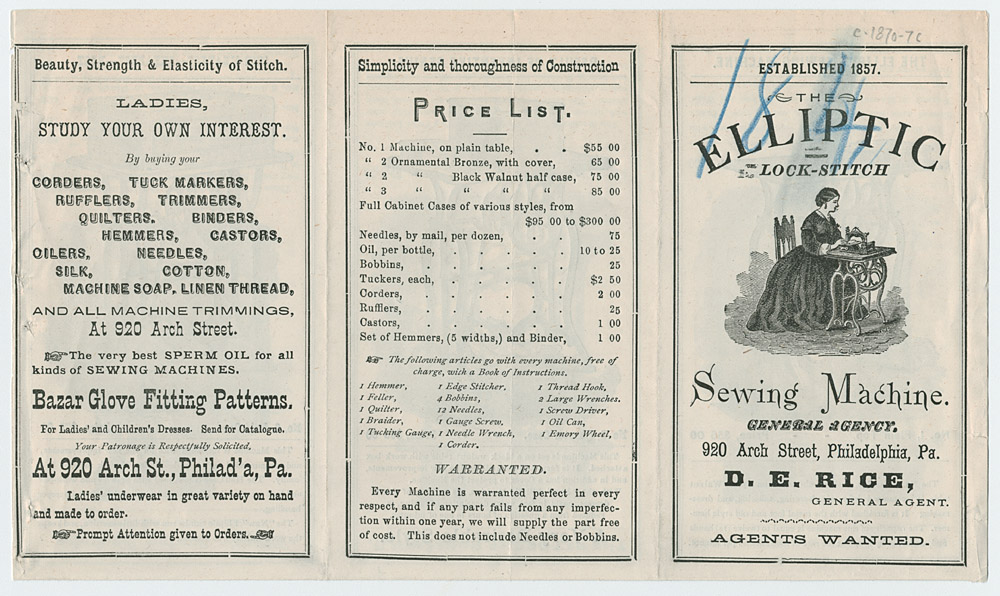 Beauty, Strength & Elasticity of Stitch.
LADIES,
STUDY YOUR OWN INTEREST.
By buying your
CORDERS, TUCK MARKERS,
RUFFLERS, TRIMMERS,
QUILTERS. BINDERS,
HEMMERS, CASTORS,
OILERS, NEEDLES,
SILK, COTTON,
MACHINE SOAP, LINEN THREAD,
AND ALL MACHINE TRIMMINGS,
At 920 Arch Street.
☞The very best SPERM OIL for all
kinds of SEWING MACHINES.
Bazar Glove Fitting Patterns.
For Ladies' and Children's Dresses. Send for Catalogue.
Your Patronage is Respectfully Solicited,
At 920 Arch St., Philad'a, Pa.
Ladies' underwear in great variety on hand
and made to order.
☞Prompt Attention given to Orders.☜
Simplicity and thoroughness of Construction
PRICE LIST.
No. 1 Machine, on plain table, . . $55 00
“ 2 Ornamental Bronze, with cover, 65 00
“ 2 “ Black Walnut half case, 75 00
“ 3 “ “ “ “ 85 00
Full Cabinet Cases of various styles, from
$95 00 to $300 00
Needles, by mail, per dozen, . . 75
Oil, per bottle, . . . . . 10 to 25
Bobbins, . . . . . . 25
Tuckers, each, . . . . . $2 50
Corders, . . . . . . 2 00
Rufflers, . . . . . . 25
Castors, . . . . . . 1 00
Set of Hemmers, (5 widths,) and Binder, 1 00
☞ The following articles go with every machine, free of
charge, with a Book of Instructions.
1 Hemmer, 1 Edge Stitcher, 1 Thread Hook,
1 Feller, 4 Bobbins, 2 Large Wrenches.
1 Quilter, 12 Needles, 1 Screw Driver,
1 Braider, 1 Gauge Screw. 1 Oil Can,
1 Tucking Gauge, 1 Needle Wrench, 1 Emory Wheel,
1 Corder.
WARRANTED.
Every Machine is warranted perfect in every
respect, and if any part fails from any imperfec-
tion within one year, we will supply the part free
of cost. This does not include Needles or Bobbins.
c. 1870-76
ESTABLISHED 1857.
THE
ELLIPTIC
LOCK-STITCH
Sewing Machine.
GENERAL AGENCY,
920 Arch Street, Philadelphia, Pa.
D. E. RICE,
GENERAL AGENT.
AGENTS WANTED.